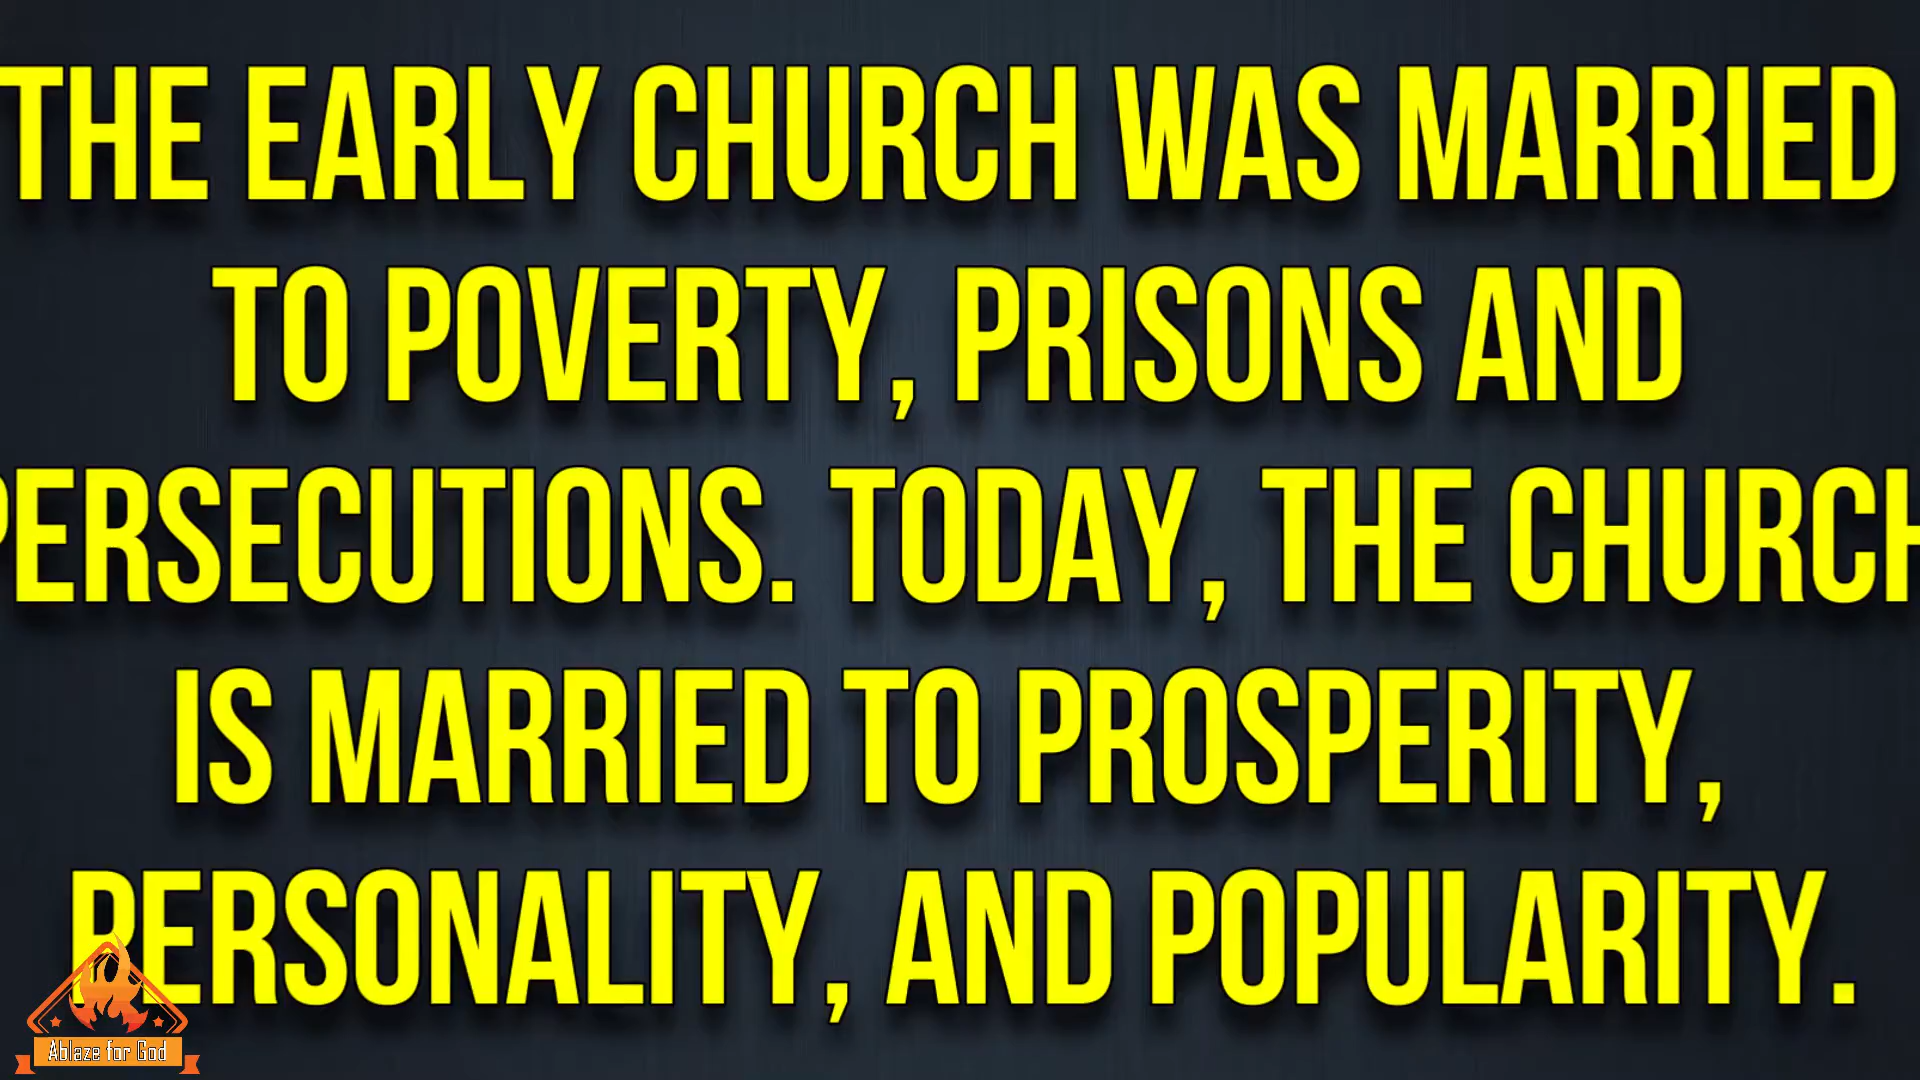 THE EARLY CHURCH WAS MARRIED
TO POVERTY, PRISONS AND
PERSECUTIONS. TODAY, THE CHURCH
IS MARRIED TO PROSPERITY,
PERSONALITY, AND POPULARITY.
Ablaze for God